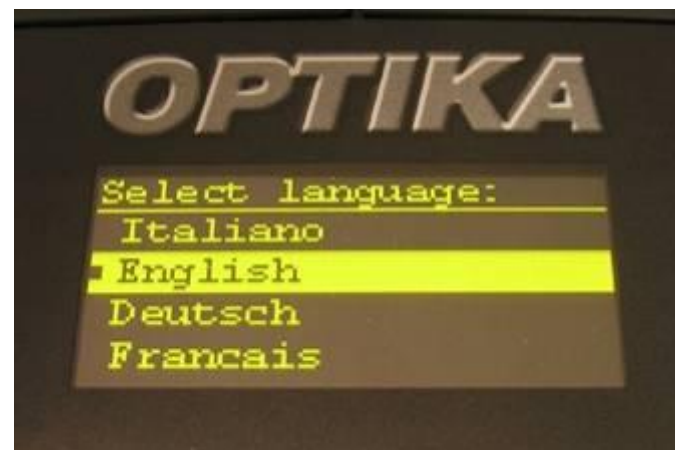 OPTIKA
Select language:
Italiano
English
Deutsch
Francais